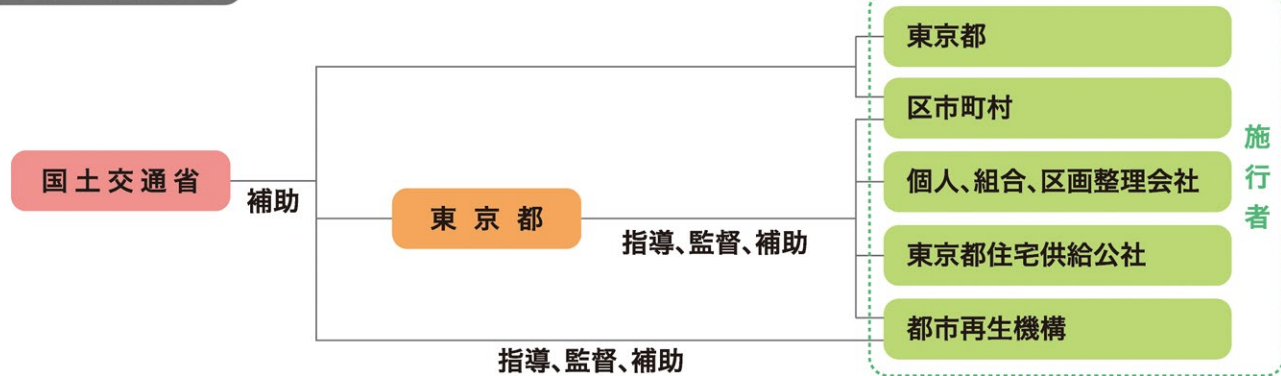 国土交通省
補助
東京都
指導、監督、補助
指導、監督、補助
東京都
区市町村
個人、組合、区画整理会社
東京都住宅供給公社
都市再生機構
施行者